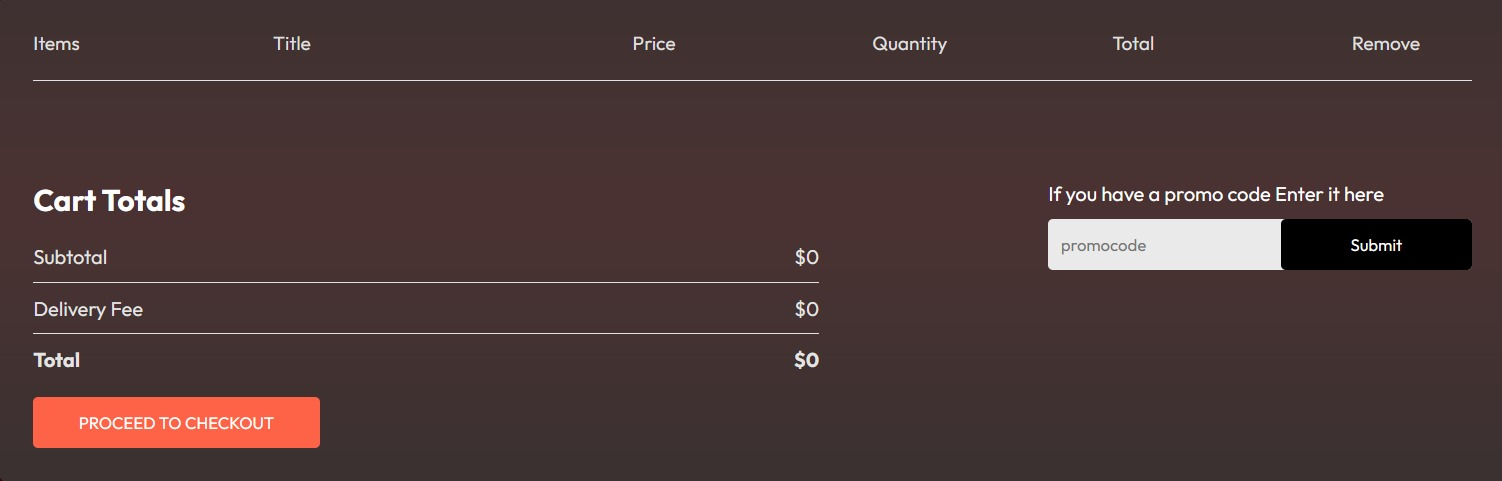 Items Title Price Quantity Total Remove
Cart Totals
Subtotal $0
Delivery Fee $0
Total $0
PROCEED TO CHECKOUT
If you have a promo code Enter it here
promocode Submit